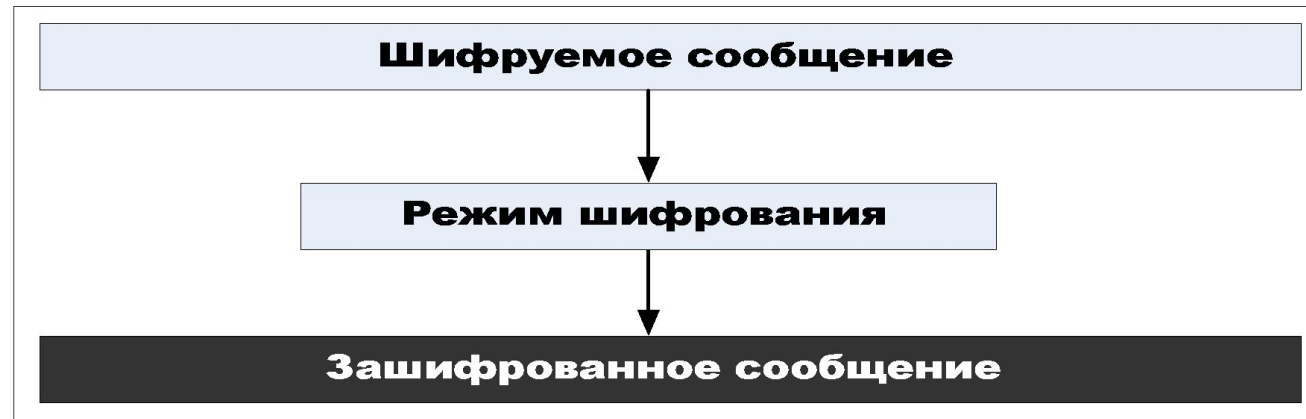 Шифруемое сообщение
Режим шифрования
Зашифрованное сообщение